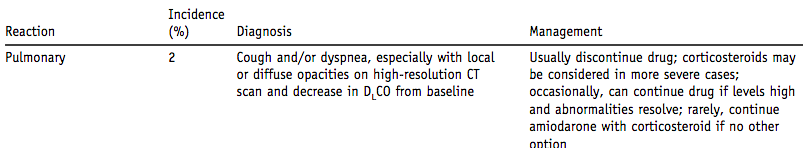 Reaction Incidence (%) Diagnosis Management
Pulmonary 2 Cough and/or dyspnea, especially with local Usually discontinue drug; corticosteroids may
or diffuse opacities on high-resolution CT be considered in more severe cases;
scan and decrease in DLCO from baseline occasionally, can continue drug if levels high
and abnormalities resolve; rarely, continue
amiodarone with corticosteroid if no other
option